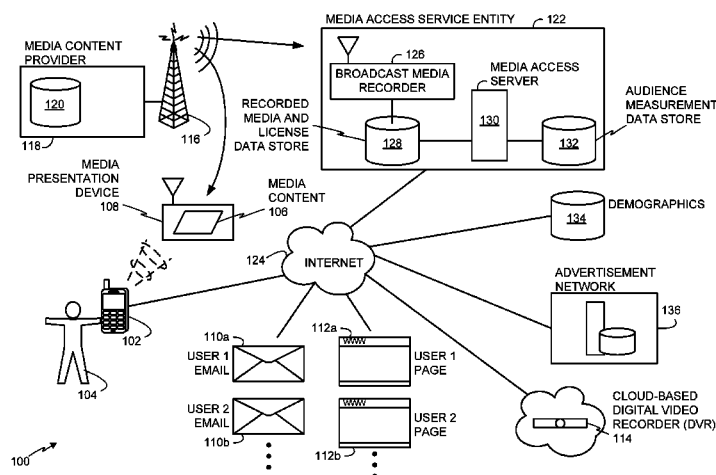 MEDIA ACCESS SERVICE ENTITY
122
MEDIA CONTENT
PROVIDER
120
118
116
126
BROADCAST MEDIA
RECORDER
MEDIA ACCESS
SERVER
130
RECORDED
MEDIA AND
LICENSE
DATA STORE
128
132
AUDIENCE
MEASUREMENT
DATA STORE
MEDIA
PRESENTATION
DEVICE
108
MEDIA
CONTENT
106
134
DEMOGRAPHICS
124
INTERNET
ADVERTISEMENT
NETWORK
136
102
104
110a
USER 1
EMAIL
112a
WWW
USER 1
PAGE
USER 2
EMAIL
110b
WWW
USER 2
PAGE
112b
CLOUD-BASED
DIGITAL VIDEO
RECORDER (DVR)
114
100